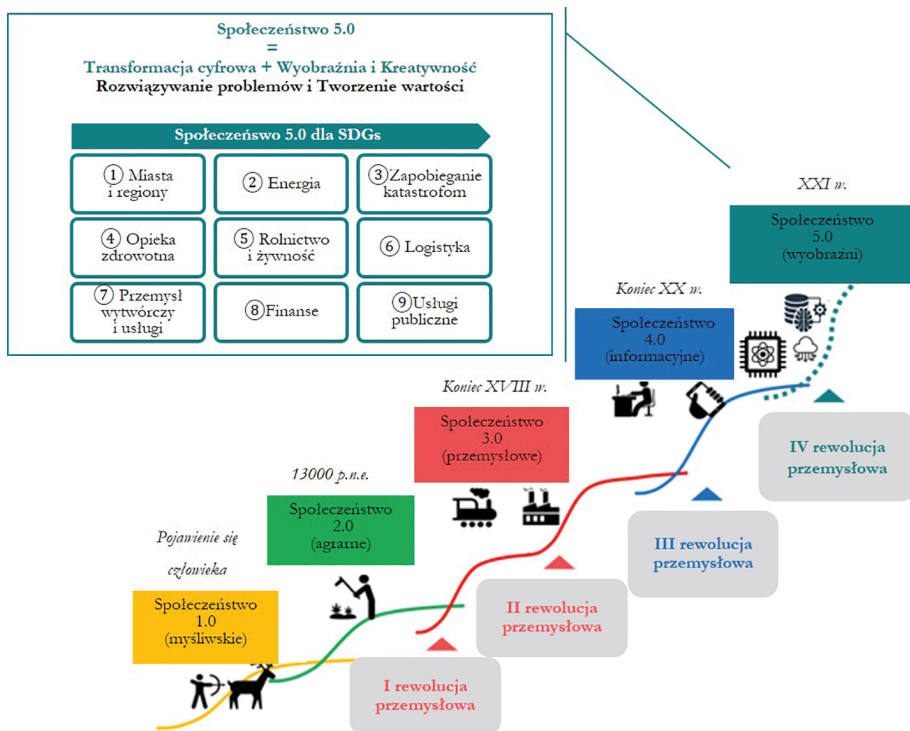 Społeczeństwo 5.0
=
Transformacja cyfrowa + Wyobraźnia i Kreatywność
Rozwiązywanie problemów i Tworzenie wartości
Społeczeńswo 5.0 dla SDGs
① Miasta
i regiony
② Energia
③ Zapobieganie
katastrofom
④ Opieka
zdrowotna
⑤ Rolnictwo
i żywność
⑥ Logistyka
⑦ Przemysł
wytwórczy
i usługi
⑧ Finanse
⑨ Usługi
publiczne
XXI w.
Społeczeństwo
5.0
(wyobraźni)
Koniec XX w.
Społeczeństwo
4.0
(informacyjne)
Koniec XVIII w.
Społeczeństwo
3.0
(przemysłowe)
13000 p.n.e.
Społeczeństwo
2.0
(agrarne)
Pojawienie się
człowieka
Społeczeństwo
1.0
(myśliwskie)
IV rewolucja
przemysłowa
III rewolucja
przemysłowa
II rewolucja
przemysłowa
I rewolucja
przemysłowa